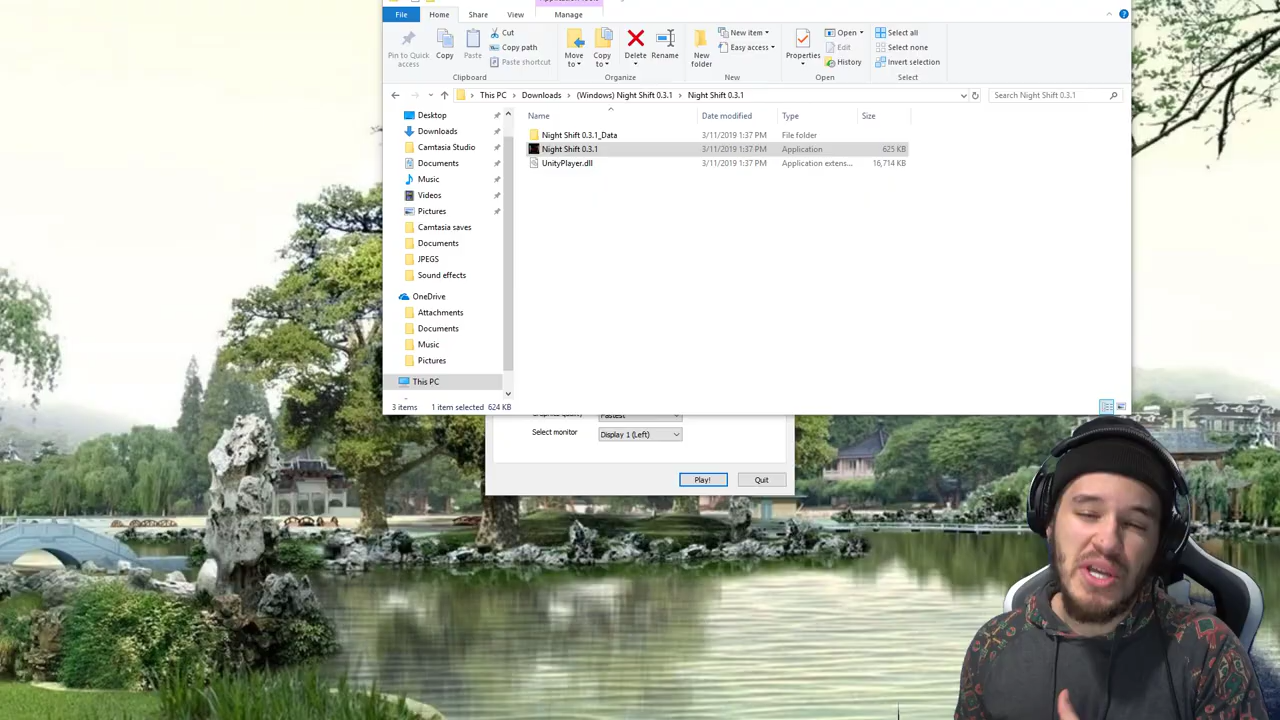 File Home Share View Manage
Pin to Quick access
Copy
Paste
Cut
Copy path
Paste shortcut
Clipboard
Move to
Copy to
Delete
Rename
Organize
New folder
New item
Easy access
New
Properties
Open
Edit
History
Open
Select all
Select none
Invert selection
Select
This PC > Downloads > (Windows) Night Shift 0.3.1 > Night Shift 0.3.1
Search Night Shift 0.3.1
Name Date modified Type Size
Night Shift 0.3.1_Data 3/11/2019 1:37 PM File folder
Night Shift 0.3.1 3/11/2019 1:37 PM Application 625 KB
UnityPlayer.dll 3/11/2019 1:37 PM Application extens... 16,714 KB
Desktop
Downloads
Camtasia Studio
Documents
Music
Videos
Pictures
Camtasia saves
Documents
JPEGS
Sound effects
OneDrive
Attachments
Documents
Music
Pictures
This PC
3 items 1 item selected 624 KB
Fastest
Select monitor Display 1 (Left)
Play! Quit